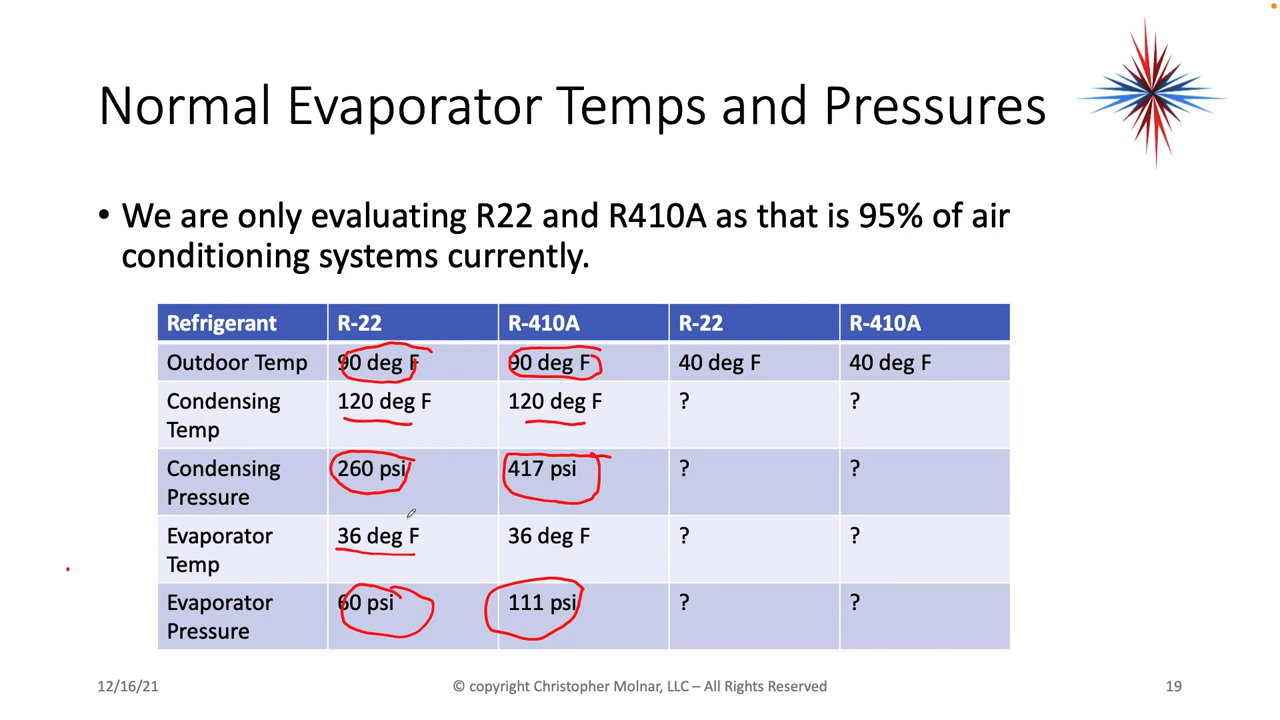 Normal Evaporator Temps and Pressures
• We are only evaluating R22 and R410A as that is 95% of air
conditioning systems currently.
Refrigerant R-22 R-410A R-22 R-410A
Outdoor Temp 90 deg F 90 deg F 40 deg F 40 deg F
Condensing 120 deg F 120 deg F ? ?
Temp
Condensing 260 psi 417 psi ? ?
Pressure
Evaporator 36 deg F 36 deg F ? ?
Temp
Evaporator 60 psi 111 psi ? ?
Pressure
12/16/21 © copyright Christopher Molnar, LLC – All Rights Reserved 19